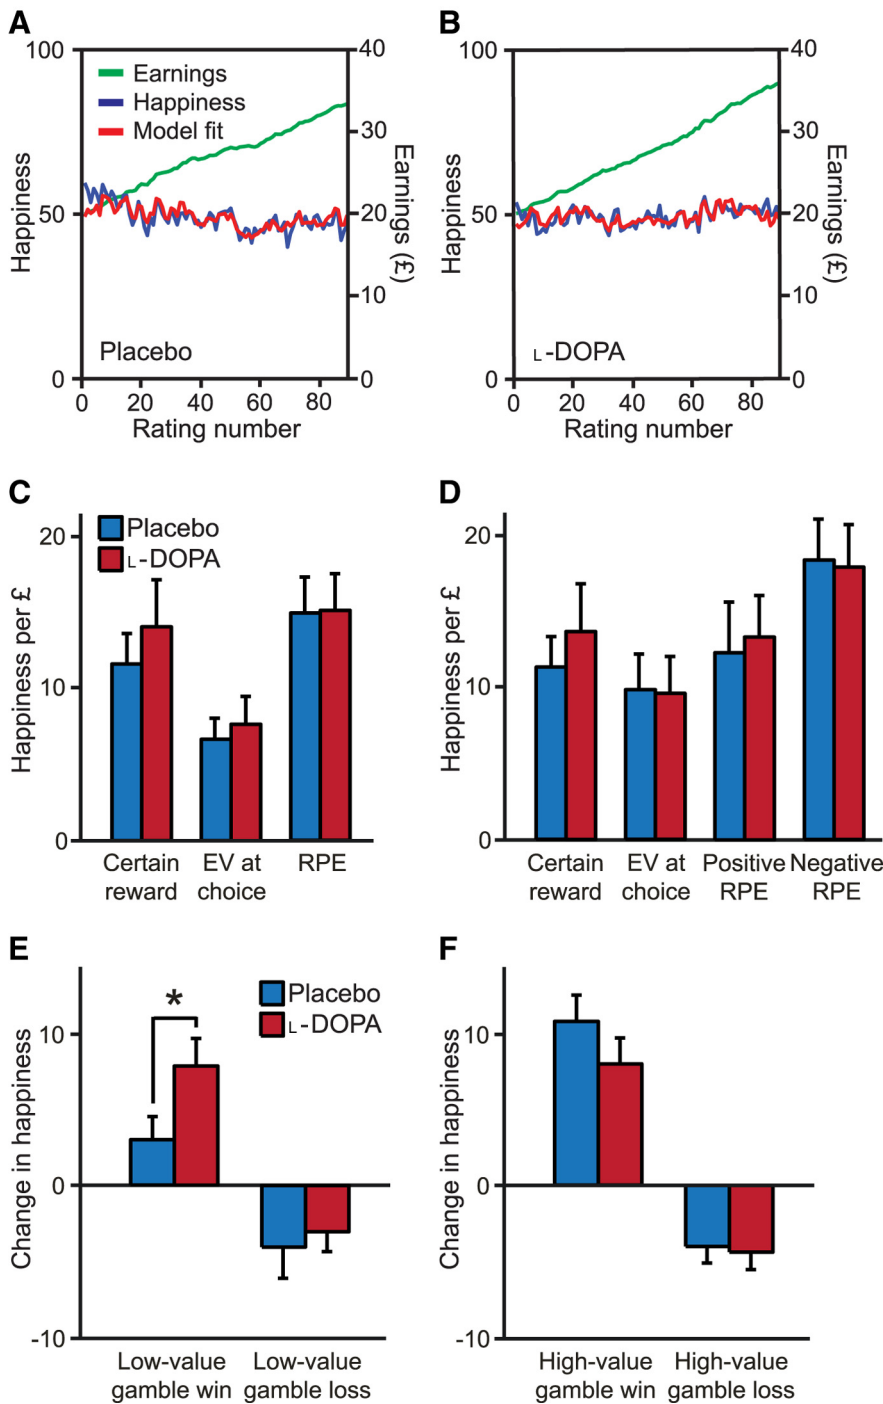 A
100
50
0
Happiness
Earnings
Happiness
Model fit
40
30
20
10
0
Earnings (£)
Placebo
0 20 40 60 80
Rating number
B
100
50
0
Happiness
40
30
20
10
0
Earnings (£)
L-DOPA
0 20 40 60 80
Rating number
C
20
10
0
Happiness per £
Placebo
L-DOPA
Certain
reward
EV at
choice
RPE
D
20
10
0
Happiness per £
Certain
reward
EV at
choice
Positive
RPE
Negative
RPE
E
10
0
-10
Change in happiness
*
Placebo
L-DOPA
Low-value
gamble win
Low-value
gamble loss
F
10
0
-10
Change in happiness
High-value
gamble win
High-value
gamble loss